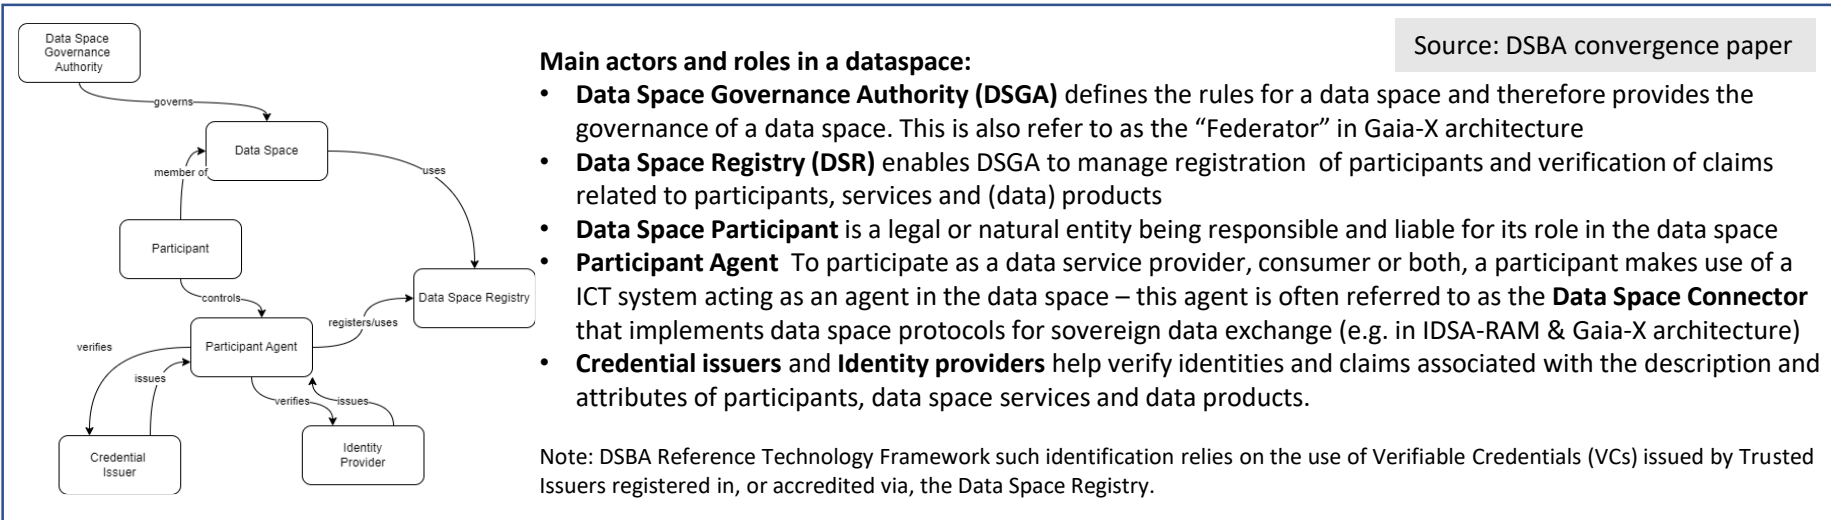 Data Space
Governance
Authority
governs
Data Space
member of
uses
Participant
controls
Data Space Registry
registers/uses
Participant Agent
verifies
issues
verifies
issues
Credential
Issuer
Identity
Provider
Source: DSBA convergence paper
Main actors and roles in a dataspace:
• Data Space Governance Authority (DSGA) defines the rules for a data space and therefore provides the
governance of a data space. This is also refer to as the “Federator” in Gaia-X architecture
• Data Space Registry (DSR) enables DSGA to manage registration of participants and verification of claims
related to participants, services and (data) products
• Data Space Participant is a legal or natural entity being responsible and liable for its role in the data space
• Participant Agent To participate as a data service provider, consumer or both, a participant makes use of a
ICT system acting as an agent in the data space – this agent is often referred to as the Data Space Connector
that implements data space protocols for sovereign data exchange (e.g. in IDSA-RAM & Gaia-X architecture)
• Credential issuers and Identity providers help verify identities and claims associated with the description and
attributes of participants, data space services and data products.
Note: DSBA Reference Technology Framework such identification relies on the use of Verifiable Credentials (VCs) issued by Trusted
Issuers registered in, or accredited via, the Data Space Registry.